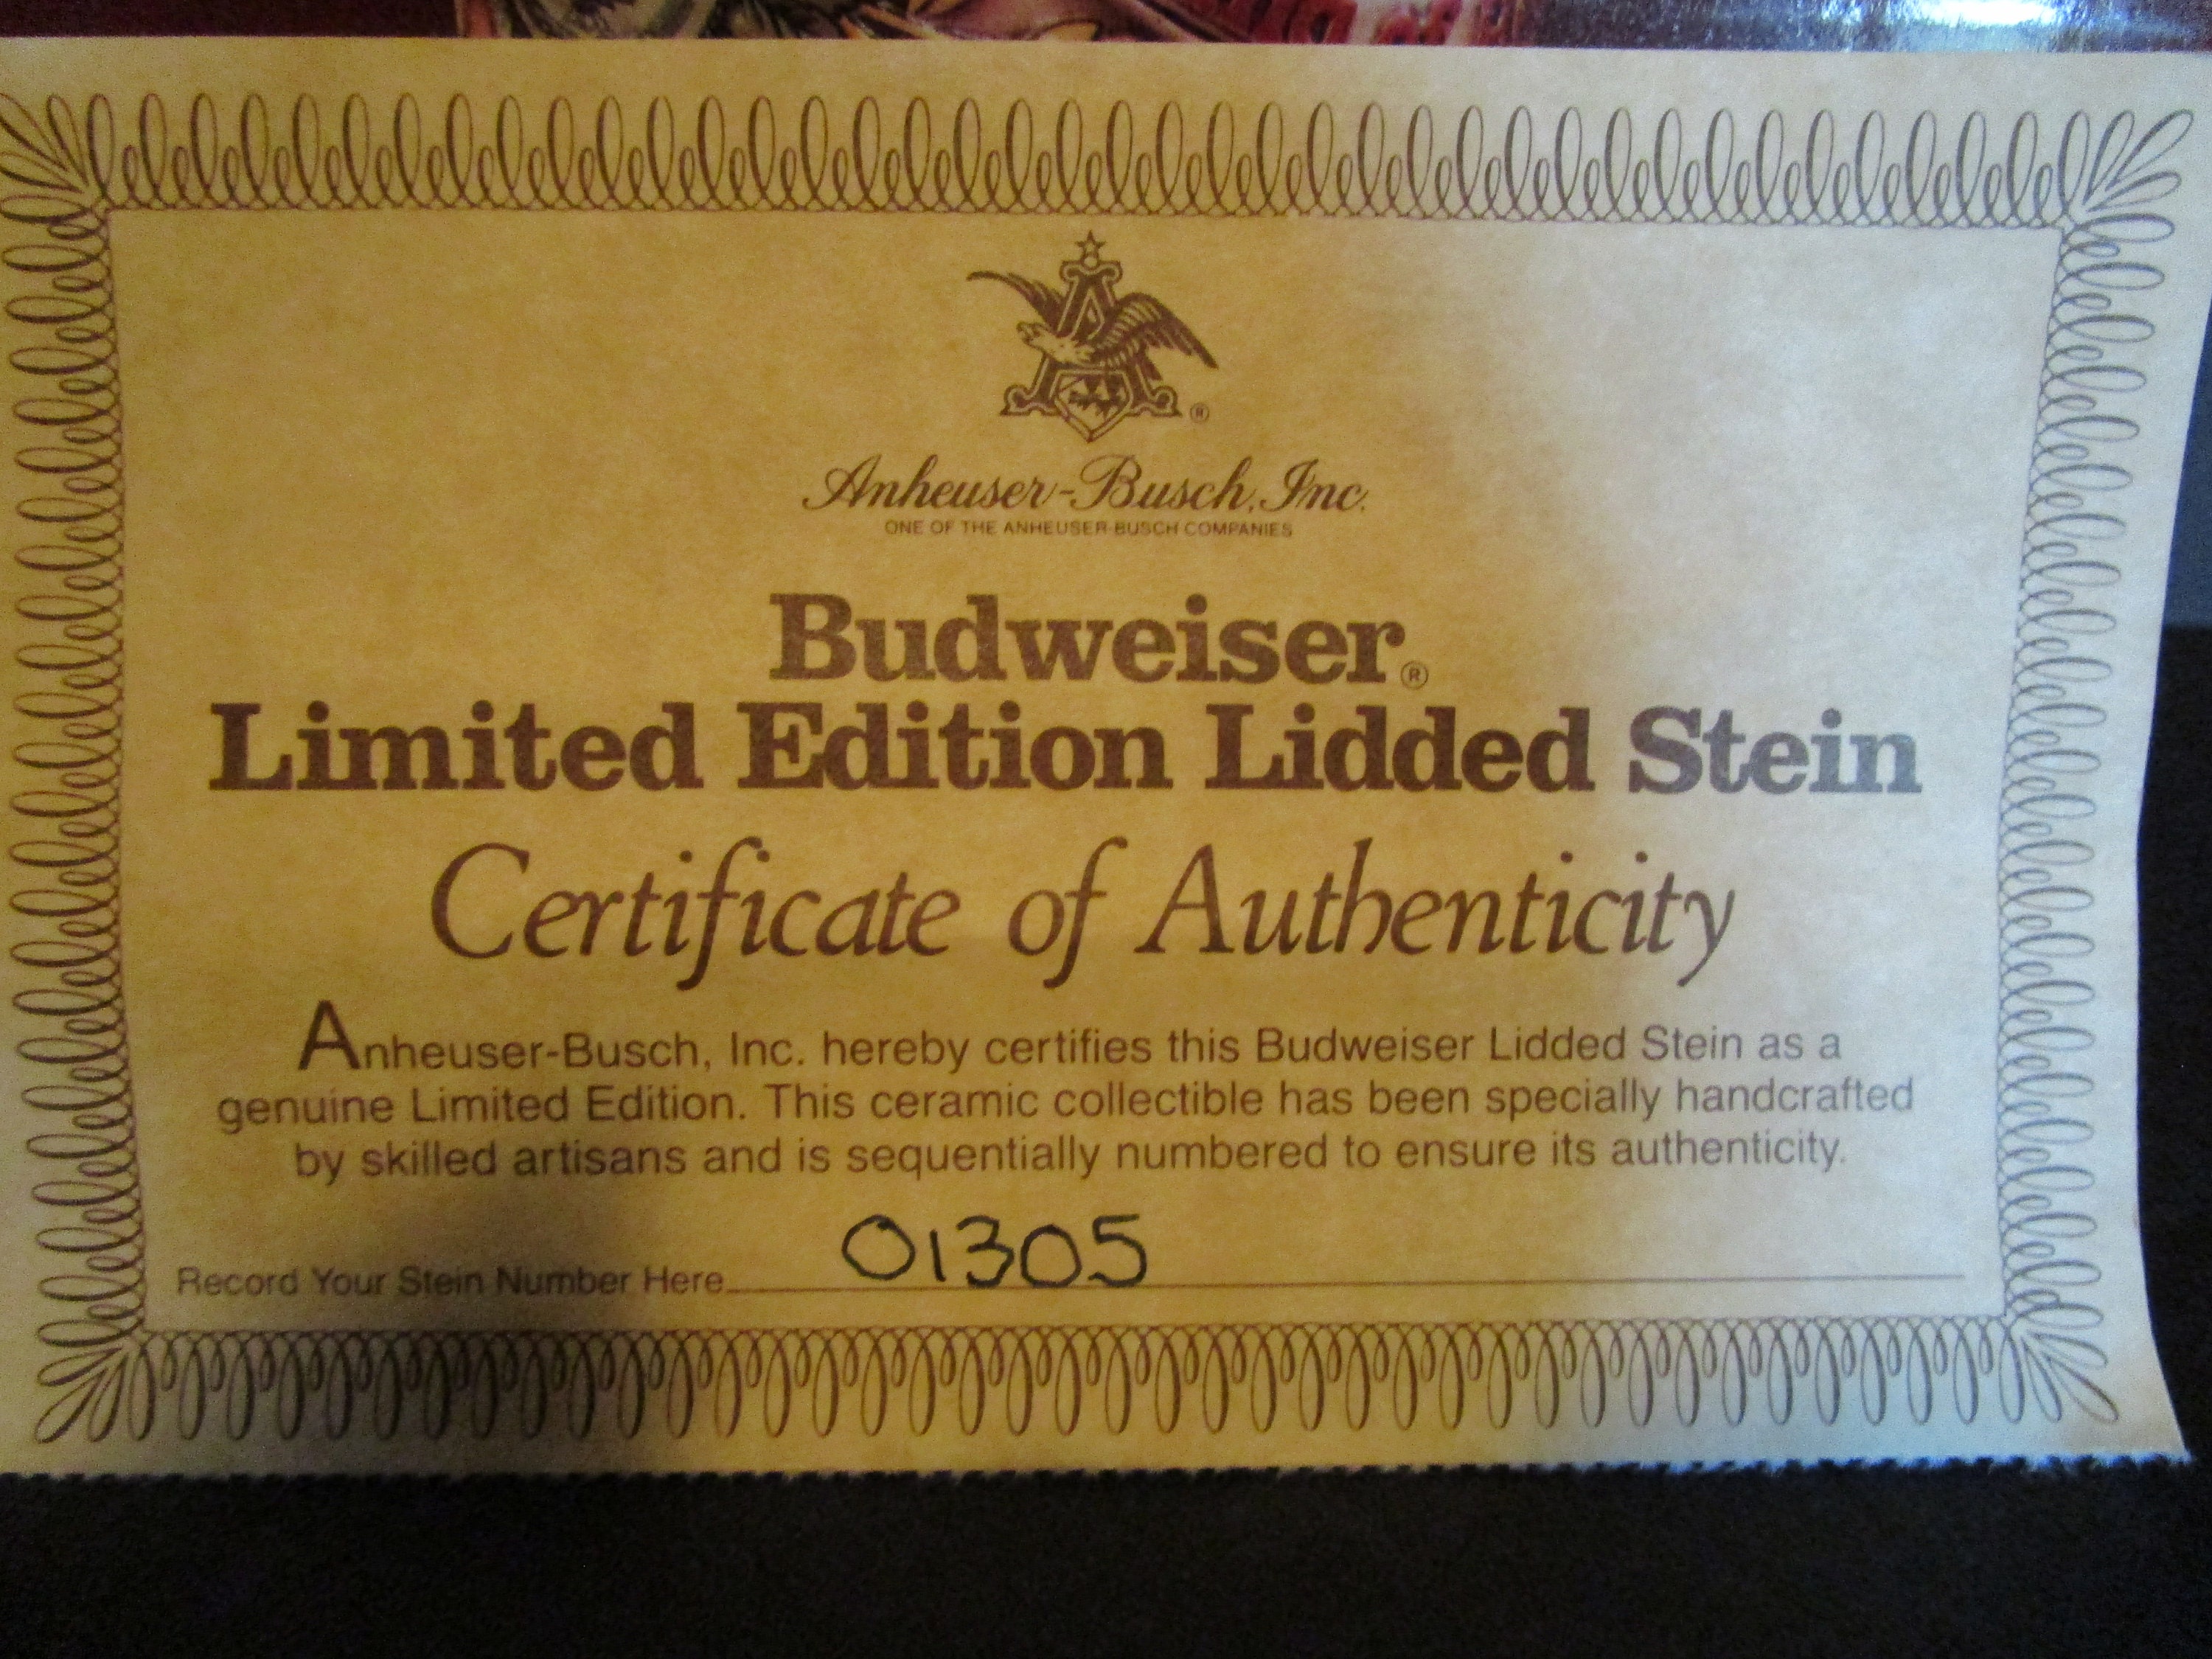 Anheuser-Busch, Inc.
ONE OF THE ANHEUSER-BUSCH COMPANIES
Budweiser®
Limited Edition Lidded Stein
Certificate of Authenticity
Anheuser-Busch, Inc. hereby certifies this Budweiser Lidded Stein as a
genuine Limited Edition. This ceramic collectible has been specially handcrafted
by skilled artisans and is sequentially numbered to ensure its authenticity.
Record Your Stein Number Here 01305